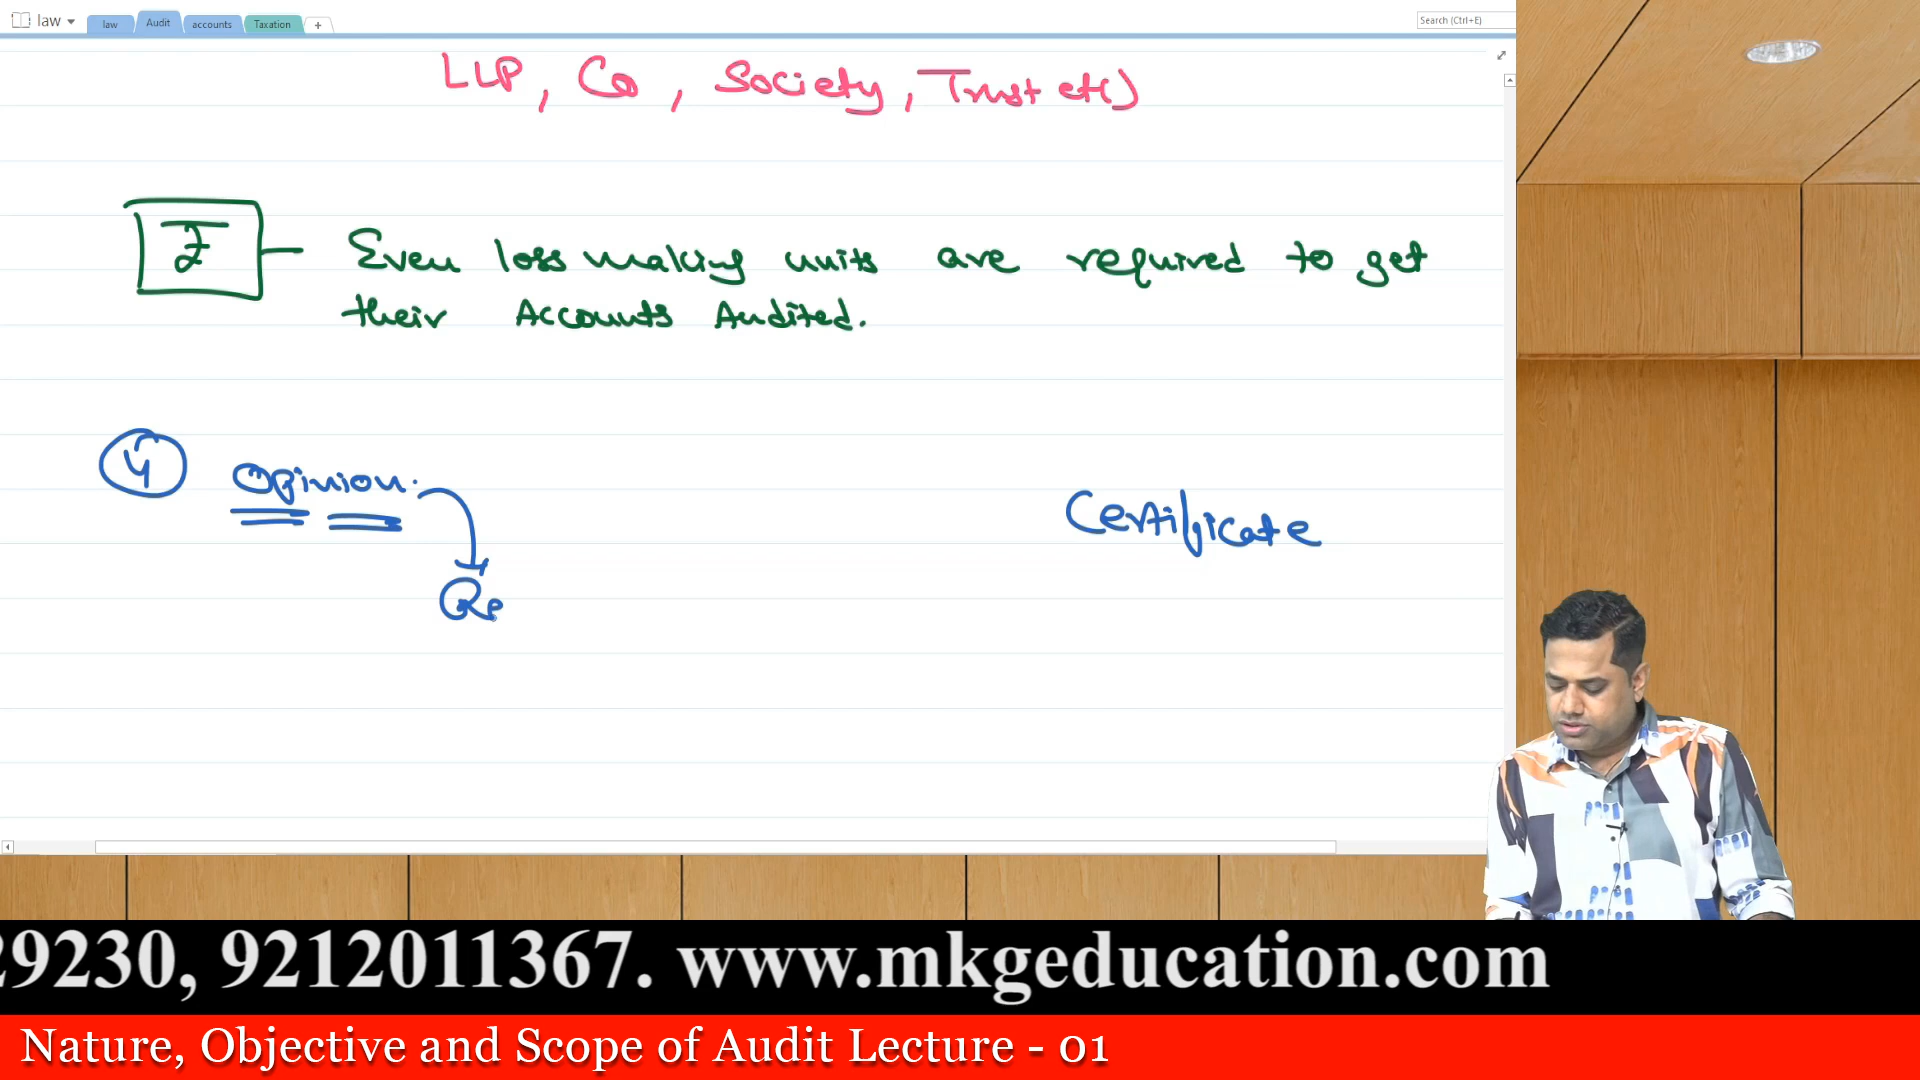 law
law Audit accounts Taxation +
Search (Ctrl+E)
LLP, Co, Society, Trust etc)
I
Even loss making units are required to get
their Accounts Audited.
4 Opinion.
Certificate
Re
29230, 9212011367. www.mkgeducation.com
Nature, Objective and Scope of Audit Lecture - 01